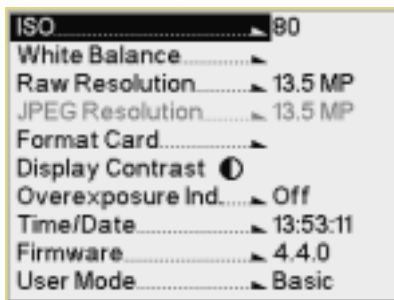 ISO 80
White Balance
Raw Resolution 13.5 MP
JPEG Resolution 13.5 MP
Format Card
Display Contrast
Overexposure Ind. Off
Time/Date 13:53:11
Firmware 4.4.0
User Mode Basic